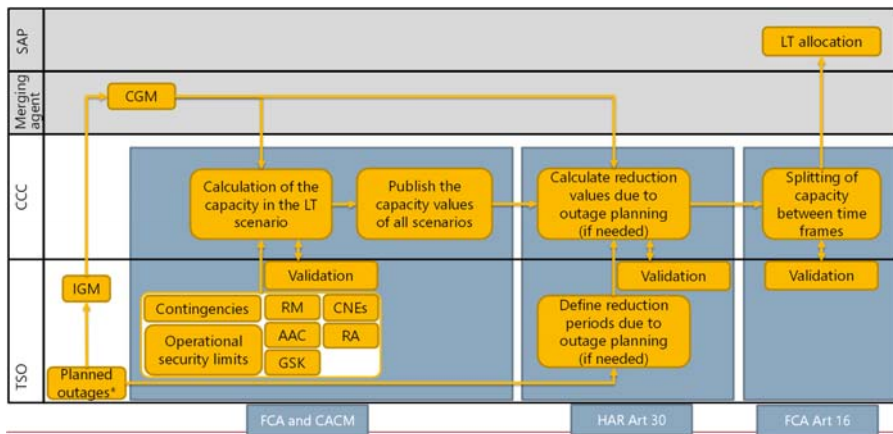 SAP
LT allocation
Merging
agent
CGM
CCC
Calculation of the
capacity in the LT
scenario
Publish the
capacity values
of all scenarios
Calculate reduction
values due to
outage planning
(if needed)
Splitting of
capacity
between time
frames
TSO
IGM
Validation
Validation
Validation
Contingencies
RM
CNEs
Operational
security limits
AAC
RA
GSK
Define reduction
periods due to
outage planning
(if needed)
Planned
outages*
FCA and CACM
HAR Art 30
FCA Art 16